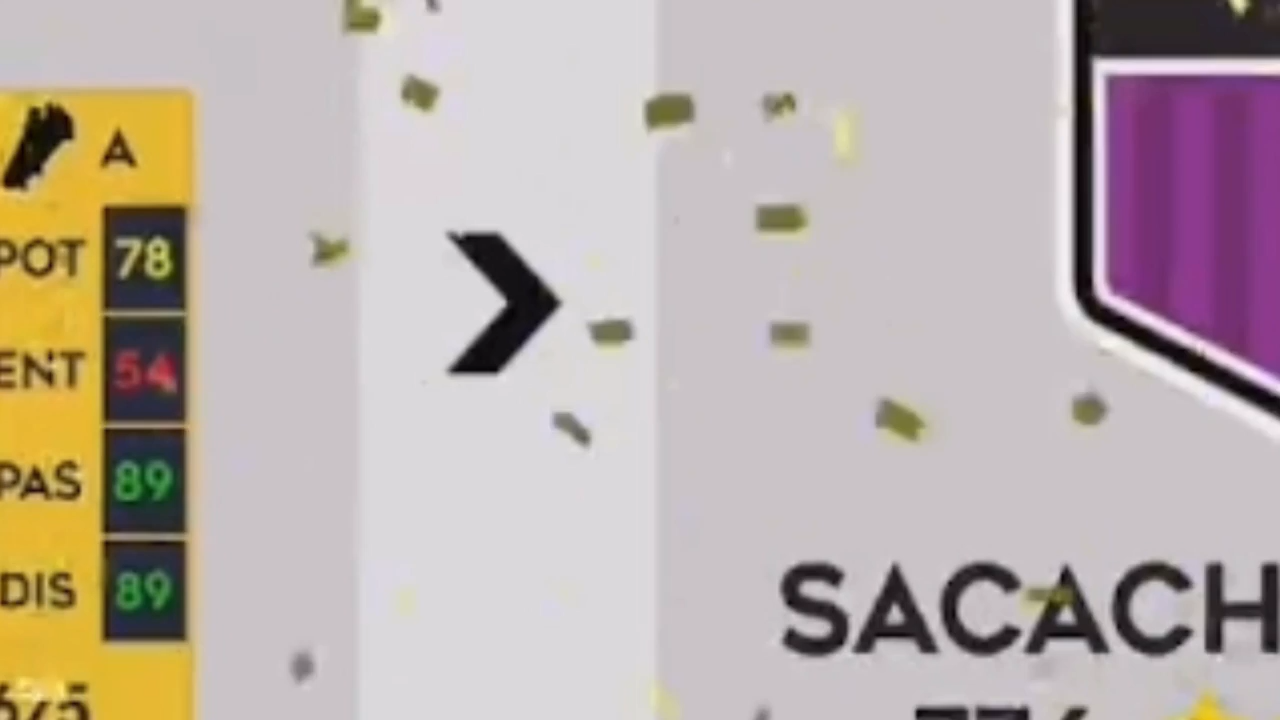 A
POT 78
ENT 54
PAS 89
DIS 89
SACACH